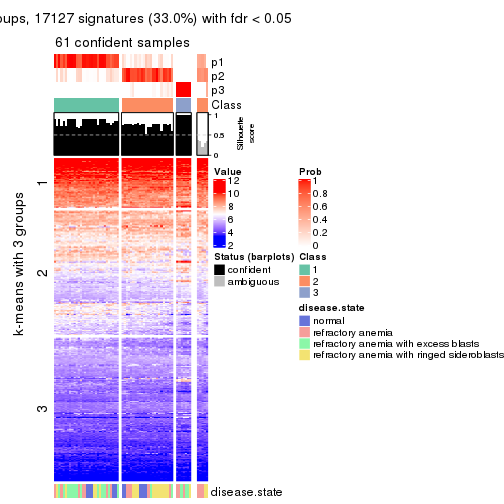 oups, 17127 signatures (33.0%) with fdr < 0.05
61 confident samples
p1
p2
p3
Class
1
0.5
0
Silhouette score
k-means with 3 groups
1
2
3
Value
12
10
8
6
4
2
Prob
1
0.8
0.6
0.4
0.2
0
Status (barplots)
confident
ambiguous
Class
1
2
3
disease.state
normal
refractory anemia
refractory anemia with excess blasts
refractory anemia with ringed sideroblasts
disease.state